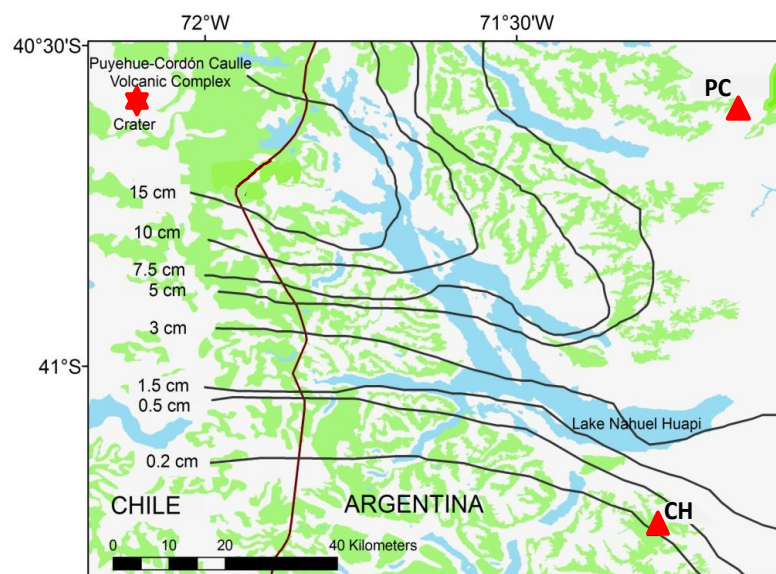 72°W
71°30'W
40°30'S
Puyehue-Cordón Caulle
Volcanic Complex
PC
Crater
15 cm
10 cm
7.5 cm
5 cm
3 cm
41°S
1.5 cm
0.5 cm
Lake Nahuel Huapi
0.2 cm
CHILE
ARGENTINA
CH
40 Kilometers
0
10
20